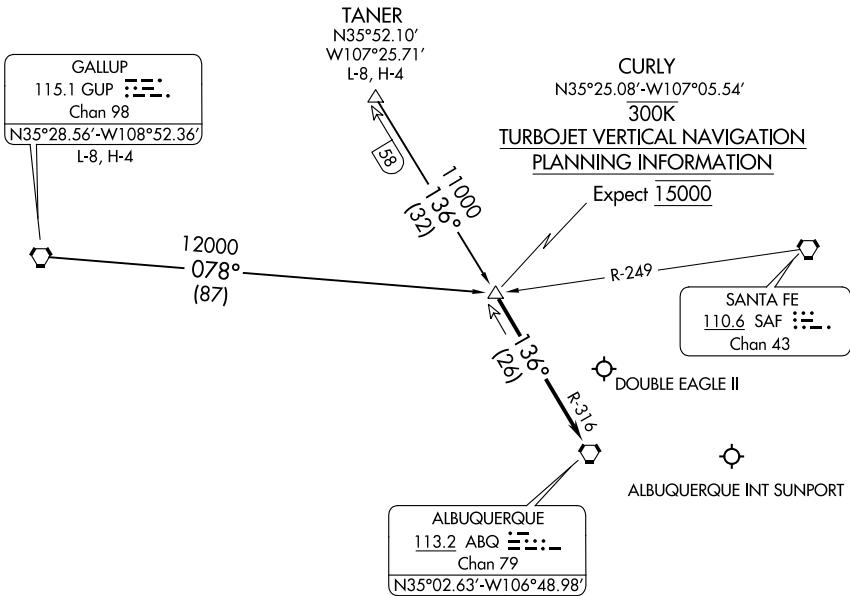 TANER
N35°52.10′
W107°25.71′
L-8, H-4
GALLUP
115.1 GUP
Chan 98
N35°28.56′-W108°52.36′
L-8, H-4
CURLY
N35°25.08′-W107°05.54′
300K
TURBOJET VERTICAL NAVIGATION
PLANNING INFORMATION
Expect 15000
58
11000
136°
(32)
12000
078°
(87)
R-249
SANTA FE
110.6 SAF
Chan 43
136°
(26)
R-316
DOUBLE EAGLE II
ALBUQUERQUE INT SUNPORT
ALBUQUERQUE
113.2 ABQ
Chan 79
N35°02.63′-W106°48.98′